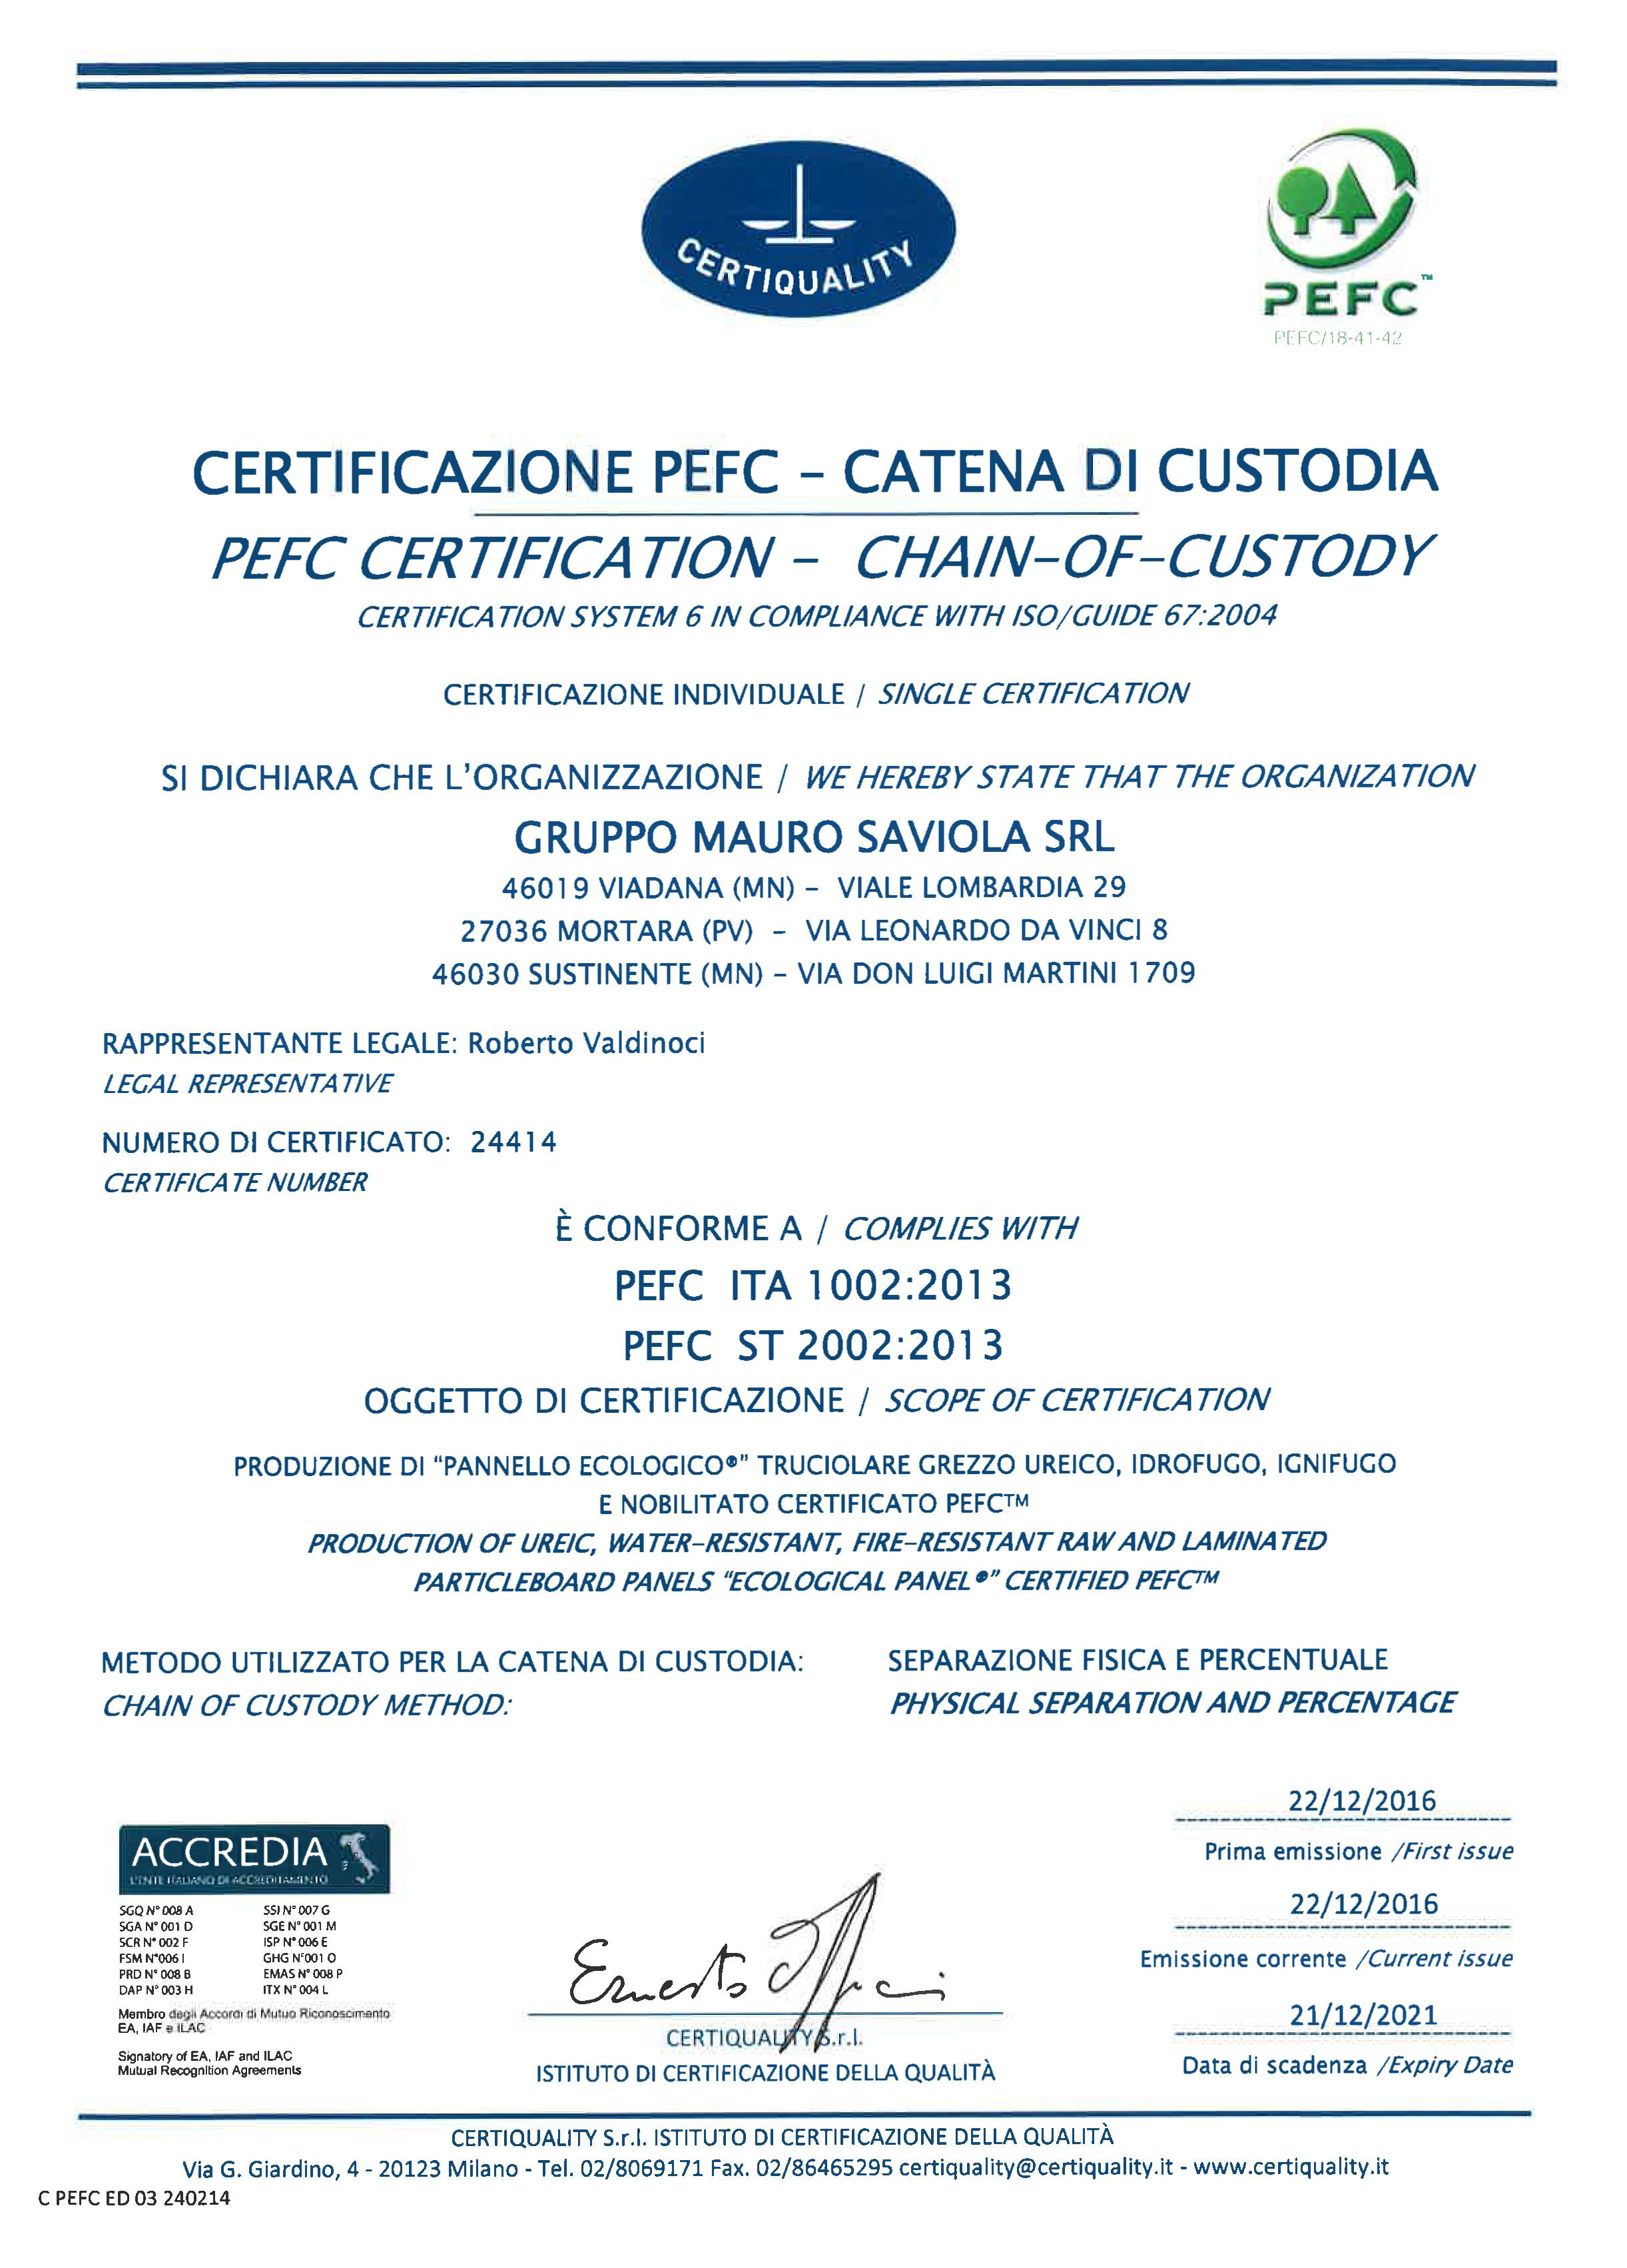 CERTIQUALITY
PEFC™
PEFC/18-41-42
CERTIFICAZIONE PEFC – CATENA DI CUSTODIA
PEFC CERTIFICATION – CHAIN-OF-CUSTODY
CERTIFICATION SYSTEM 6 IN COMPLIANCE WITH ISO/GUIDE 67:2004
CERTIFICAZIONE INDIVIDUALE / SINGLE CERTIFICATION
SI DICHIARA CHE L'ORGANIZZAZIONE / WE HEREBY STATE THAT THE ORGANIZATION
GRUPPO MAURO SAVIOLA SRL
46019 VIADANA (MN) – VIALE LOMBARDIA 29
27036 MORTARA (PV) – VIA LEONARDO DA VINCI 8
46030 SUSTINENTE (MN) – VIA DON LUIGI MARTINI 1709
RAPPRESENTANTE LEGALE: Roberto Valdinoci
LEGAL REPRESENTATIVE
NUMERO DI CERTIFICATO: 24414
CERTIFICATE NUMBER
È CONFORME A / COMPLIES WITH
PEFC ITA 1002:2013
PEFC ST 2002:2013
OGGETTO DI CERTIFICAZIONE / SCOPE OF CERTIFICATION
PRODUZIONE DI “PANNELLO ECOLOGICO®” TRUCIOLARE GREZZO UREICO, IDROFUGO, IGNIFUGO
E NOBILITATO CERTIFICATO PEFC™
PRODUCTION OF UREIC, WATER-RESISTANT, FIRE-RESISTANT RAW AND LAMINATED
PARTICLEBOARD PANELS “ECOLOGICAL PANEL®” CERTIFIED PEFC™
METODO UTILIZZATO PER LA CATENA DI CUSTODIA: SEPARAZIONE FISICA E PERCENTUALE
CHAIN OF CUSTODY METHOD: PHYSICAL SEPARATION AND PERCENTAGE
22/12/2016
Prima emissione /First issue
22/12/2016
Emissione corrente /Current issue
21/12/2021
Data di scadenza /Expiry Date
ACCREDIA
L'ENTE ITALIANO DI ACCREDITAMENTO
SGQ N° 008 A SSI N° 007 G
SGA N° 001 D SGE N° 001 M
SCR N° 002 F ISP N° 006 E
FSM N°006 I GHG N°001 O
PRD N° 008 B EMAS N° 008 P
DAP N° 003 H ITX N° 004 L
Membro degli Accordi di Mutuo Riconoscimento
EA, IAF e ILAC
Signatory of EA, IAF and ILAC
Mutual Recognition Agreements
Ernesto
CERTIQUALITY S.r.l.
ISTITUTO DI CERTIFICAZIONE DELLA QUALITÀ
CERTIQUALITY S.r.l. ISTITUTO DI CERTIFICAZIONE DELLA QUALITÀ
Via G. Giardino, 4 - 20123 Milano - Tel. 02/8069171 Fax. 02/86465295 certiquality@certiquality.it - www.certiquality.it
C PEFC ED 03 240214